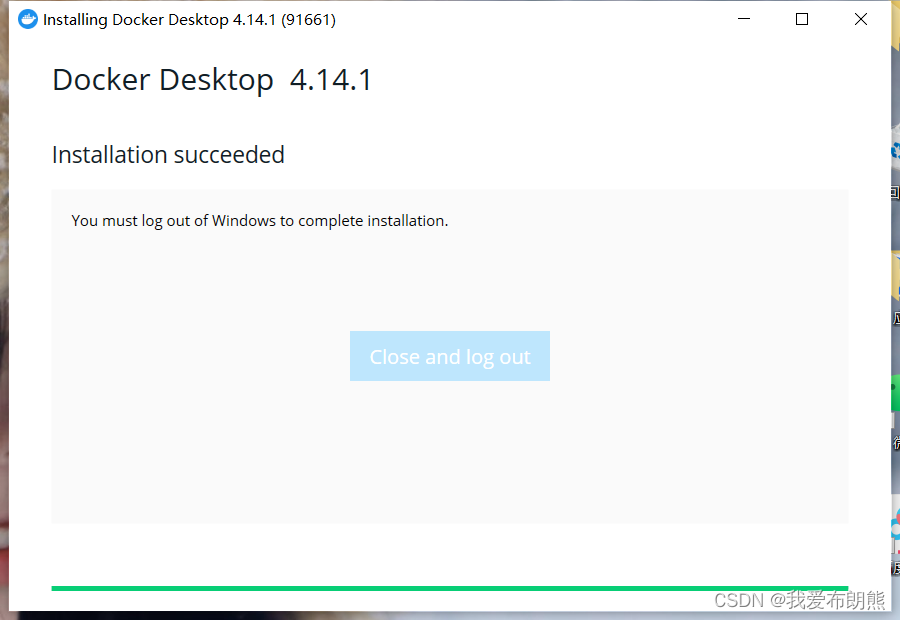 Installing Docker Desktop 4.14.1 (91661)
Docker Desktop 4.14.1
Installation succeeded
You must log out of Windows to complete installation.
Close and log out
CSDN @我爱布朗熊